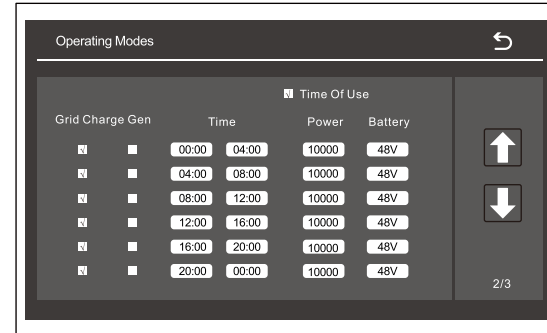 Operating Modes
Time Of Use
Grid Charge Gen Time Power Battery
00:00 04:00 10000 48V
04:00 08:00 10000 48V
08:00 12:00 10000 48V
12:00 16:00 10000 48V
16:00 20:00 10000 48V
20:00 00:00 10000 48V
2/3